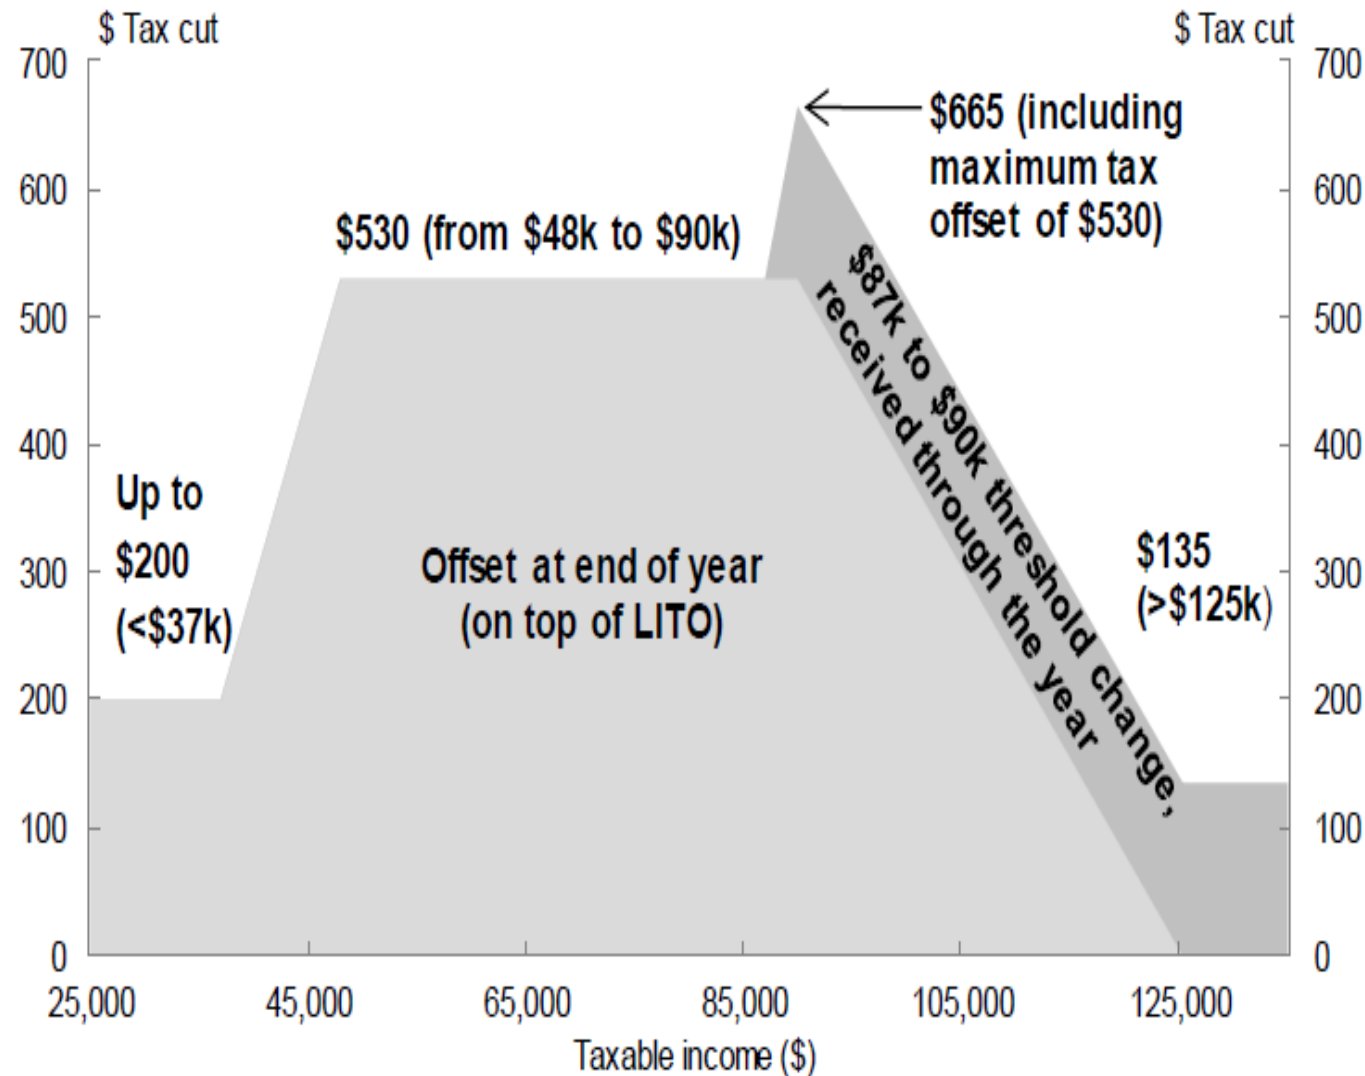 $ Tax cut
$ Tax cut
700
600
500
400
300
200
100
0
700
600
500
400
300
200
100
0
$665 (including
maximum tax
offset of $530)
$530 (from $48k to $90k)
$87k to $90k threshold change,
received through the year
Up to
$200
(<$37k)
Offset at end of year
(on top of LITO)
$135
(>$125k)
25,000
45,000
65,000
85,000
105,000
125,000
Taxable income ($)